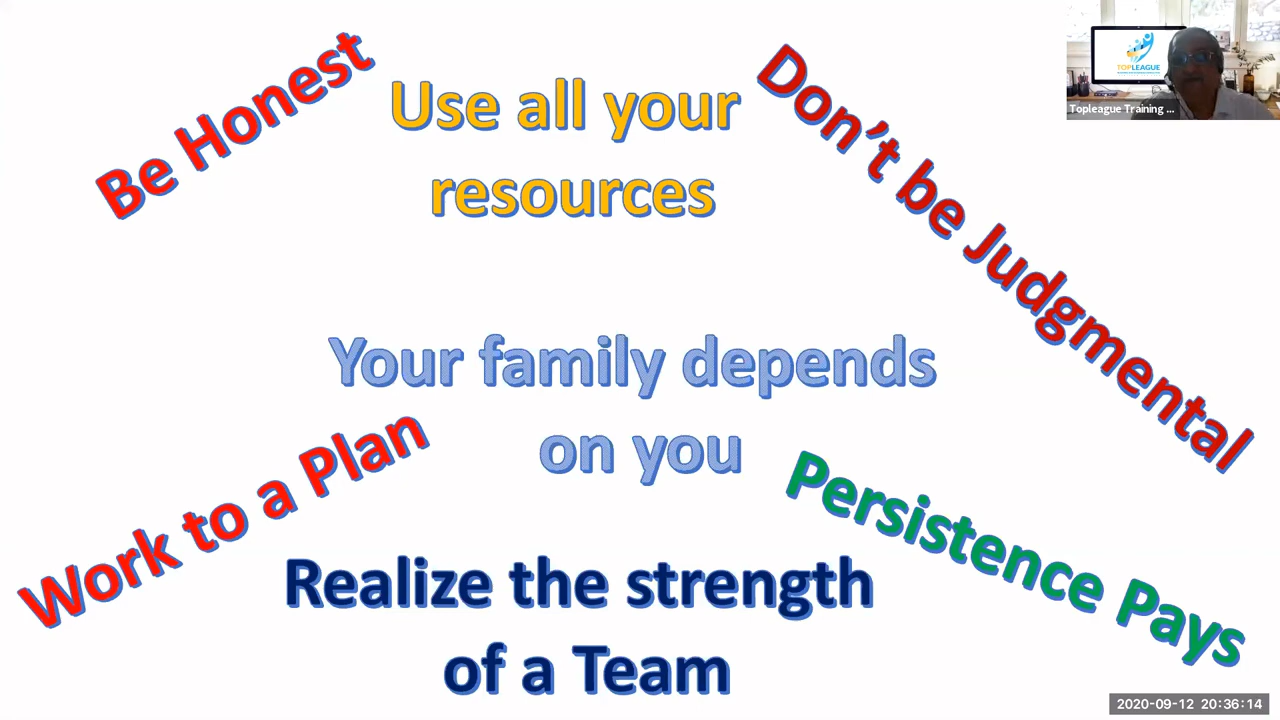 Be Honest
Use all your
resources
Don't be Judgmental
TOPLEAGUE
Topleague Training ...
Your family depends
on you
Work to a Plan
Persistence Pays
Realize the strength
of a Team
2020-09-12 20:36:14